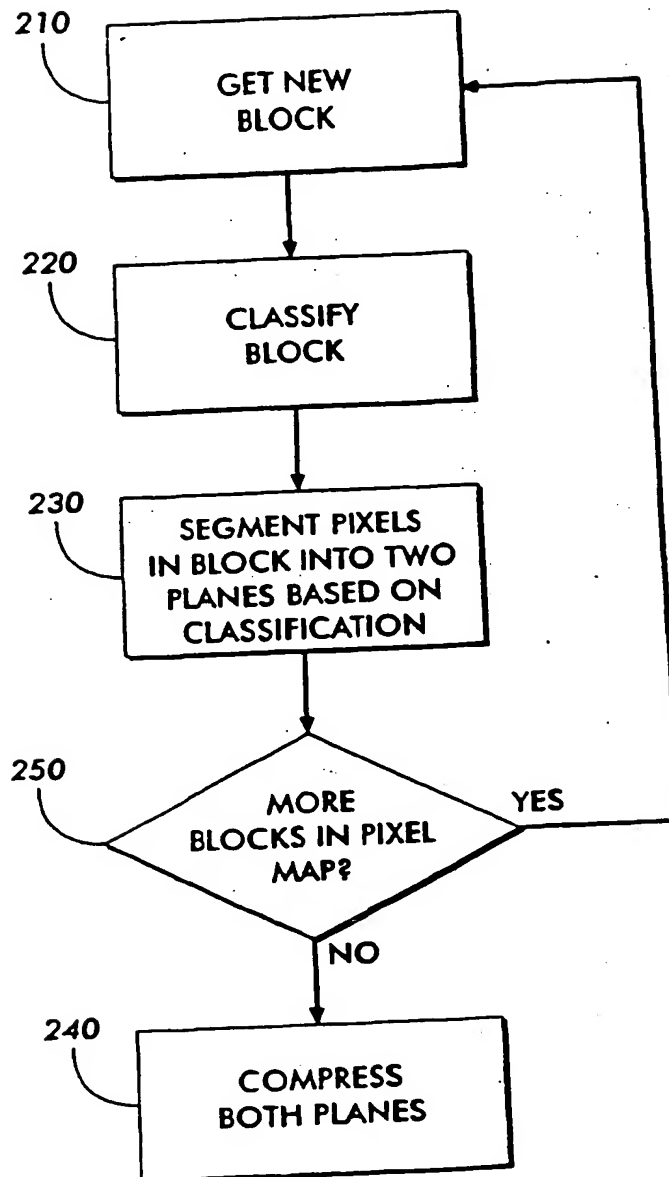 210
GET NEW
BLOCK
220
CLASSIFY
BLOCK
230
SEGMENT PIXELS
IN BLOCK INTO TWO
PLANES BASED ON
CLASSIFICATION
250
MORE
BLOCKS IN PIXEL
MAP?
YES
NO
240
COMPRESS
BOTH PLANES